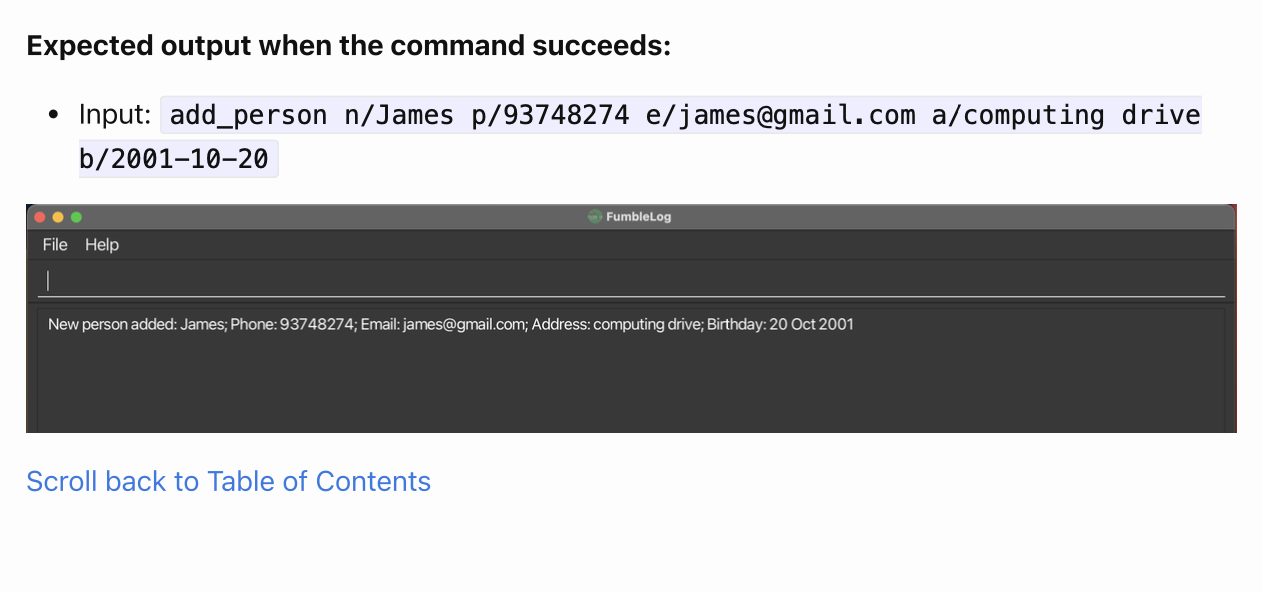 Expected output when the command succeeds:
Input: add_person n/James p/93748274 e/james@gmail.com a/computing drive
b/2001-10-20
FumbleLog
File Help
New person added: James; Phone: 93748274; Email: james@gmail.com; Address: computing drive; Birthday: 20 Oct 2001
Scroll back to Table of Contents